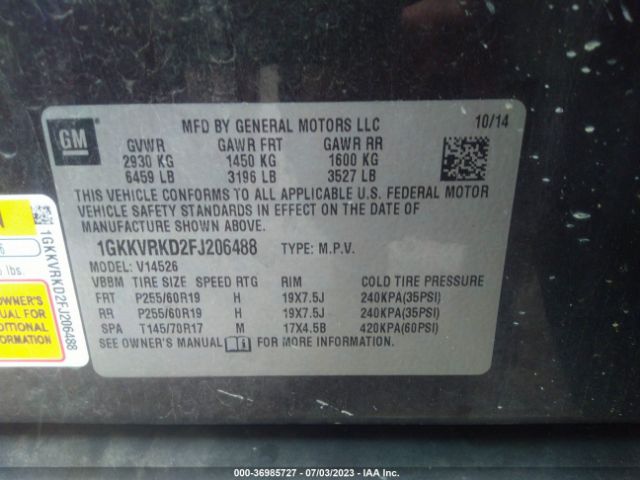 GM
MFD BY GENERAL MOTORS LLC 10/14
GVWR GAWR FRT GAWR RR
2930 KG 1450 KG 1600 KG
6459 LB 3196 LB 3527 LB
THIS VEHICLE CONFORMS TO ALL APPLICABLE U.S. FEDERAL MOTOR
VEHICLE SAFETY STANDARDS IN EFFECT ON THE DATE OF
MANUFACTURE SHOWN ABOVE.
1GKKVRKD2FJ206488 TYPE: M.P.V.
MODEL: V14526
VBBM TIRE SIZE SPEED RTG RIM COLD TIRE PRESSURE
FRT P255/60R19 H 19X7.5J 240KPA(35PSI)
RR P255/60R19 H 19X7.5J 240KPA(35PSI)
SPA T145/70R17 M 17X4.5B 420KPA(60PSI)
SEE OWNER'S MANUAL FOR MORE INFORMATION.
N
6
lbs.
OWNER'S
NUAL FOR
DITIONAL
RMATION
1GKKVRKD2FJ206488
000-36985727 - 07/03/2023 - IAA Inc.